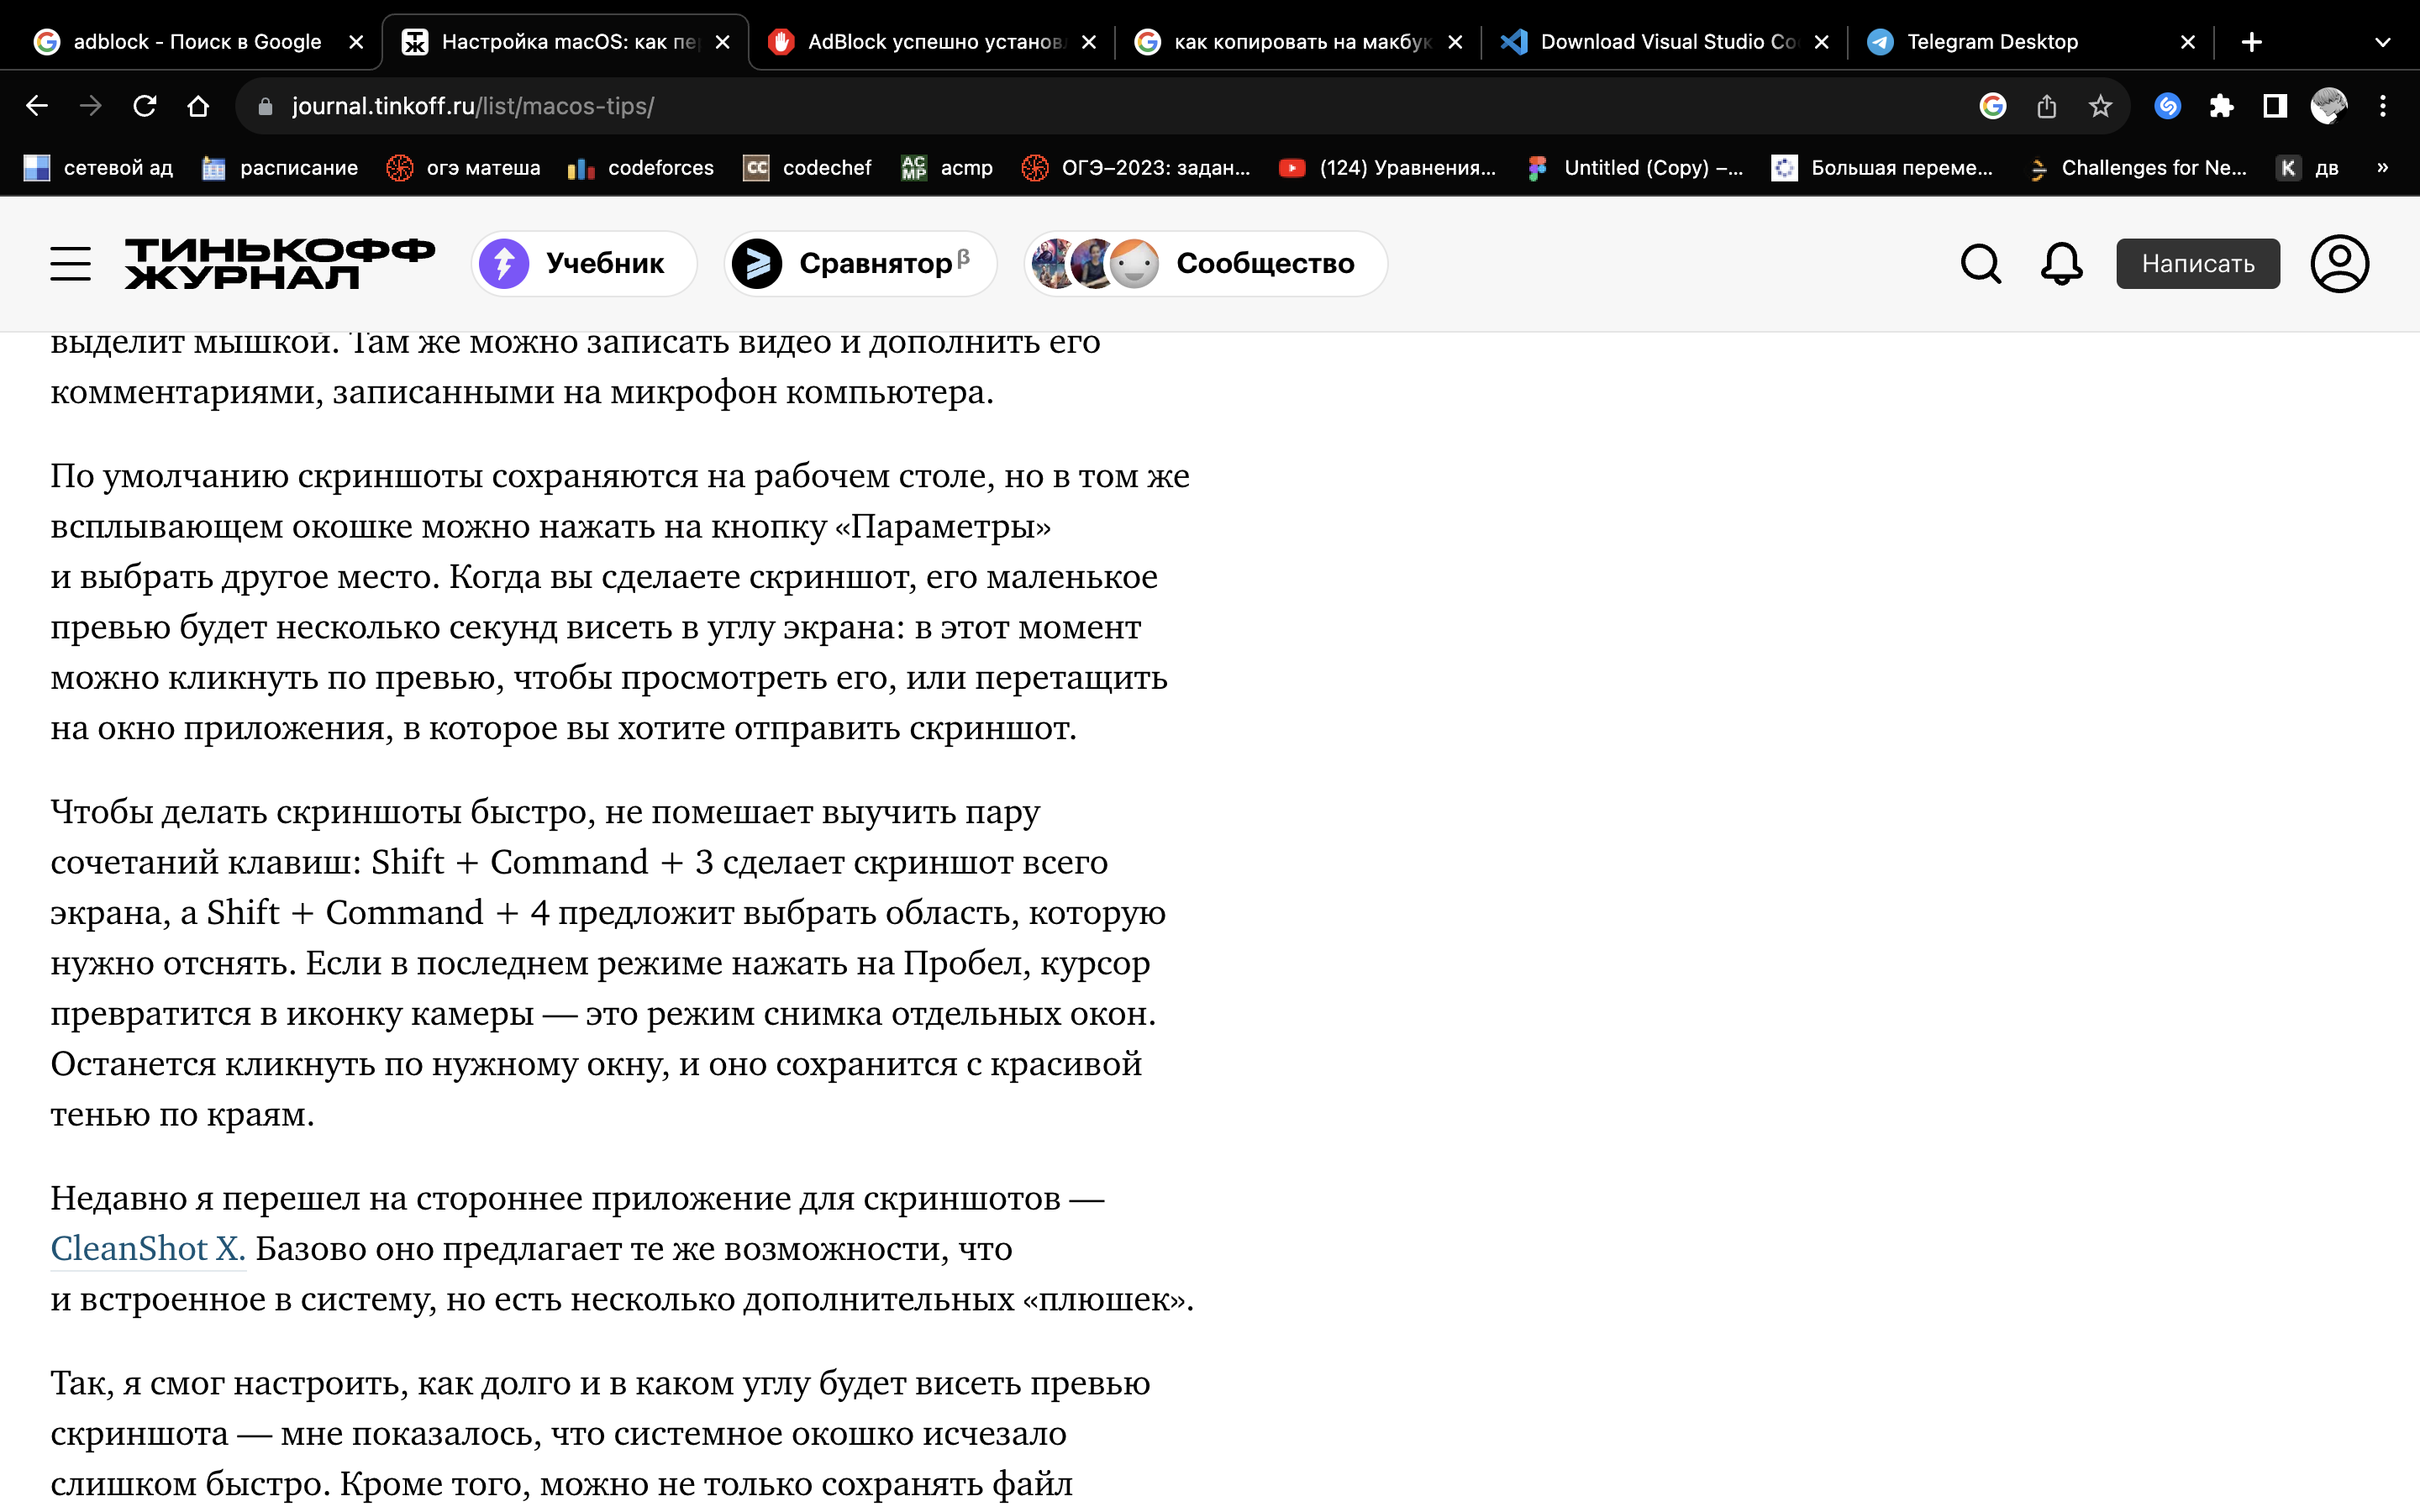 adblock - Поиск в Google
Настройка macOS: как пе
AdBlock успешно установ
как копировать на макбук
Download Visual Studio Co
Telegram Desktop
journal.tinkoff.ru/list/macos-tips/
сетевой ад
расписание
огэ матеша
codeforces
CC
codechef
AC
MP
acmp
ОГЭ–2023: задан...
(124) Уравнения...
Untitled (Copy) –...
Большая переме...
Challenges for Ne...
K
дв
»
ТИНЬКОФФ
ЖУРНАЛ
Учебник
Сравнятор β
Сообщество
Написать
выделит мышкой. Там же можно записать видео и дополнить его
комментариями, записанными на микрофон компьютера.
По умолчанию скриншоты сохраняются на рабочем столе, но в том же
всплывающем окошке можно нажать на кнопку «Параметры»
и выбрать другое место. Когда вы сделаете скриншот, его маленькое
превью будет несколько секунд висеть в углу экрана: в этот момент
можно кликнуть по превью, чтобы просмотреть его, или перетащить
на окно приложения, в которое вы хотите отправить скриншот.
Чтобы делать скриншоты быстро, не помешает выучить пару
сочетаний клавиш: Shift + Command + 3 сделает скриншот всего
экрана, а Shift + Command + 4 предложит выбрать область, которую
нужно отснять. Если в последнем режиме нажать на Пробел, курсор
превратится в иконку камеры — это режим снимка отдельных окон.
Останется кликнуть по нужному окну, и оно сохранится с красивой
тенью по краям.
Недавно я перешел на стороннее приложение для скриншотов —
CleanShot X. Базово оно предлагает те же возможности, что
и встроенное в систему, но есть несколько дополнительных «плюшек».
Так, я смог настроить, как долго и в каком углу будет висеть превью
скриншота — мне показалось, что системное окошко исчезало
слишком быстро. Кроме того, можно не только сохранять файл